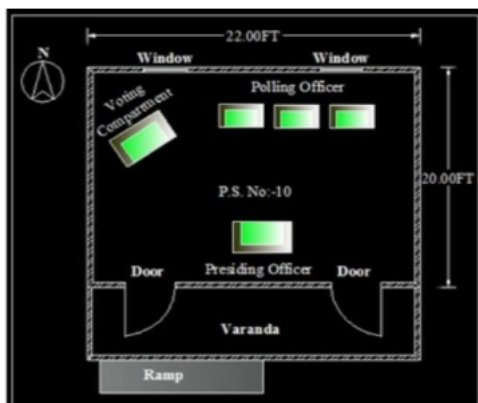 22.00FT
N
Window
Window
Voting
Compartment
Polling Officer
20.00FT
P.S. No:-10
Door
Presiding Officer
Door
Varanda
Ramp